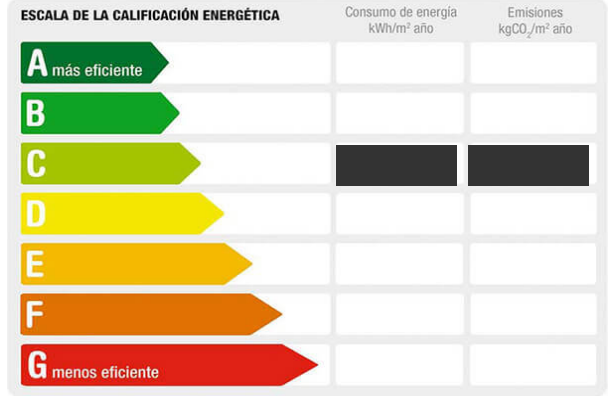 ESCALA DE LA CALIFICACIÓN ENERGÉTICA
Consumo de energía
kWh/m² año
Emisiones
kgCO₂/m² año
A más eficiente
B
C
D
E
F
G menos eficiente